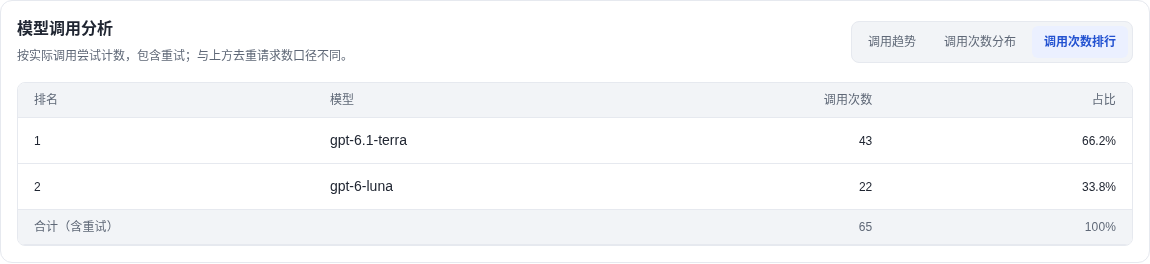 模型调用分析
按实际调用尝试计数，包含重试；与上方去重请求数口径不同。
调用趋势 调用次数分布 调用次数排行
排名 模型 调用次数 占比
1 gpt-6.1-terra 43 66.2%
2 gpt-6-luna 22 33.8%
合计（含重试） 65 100%